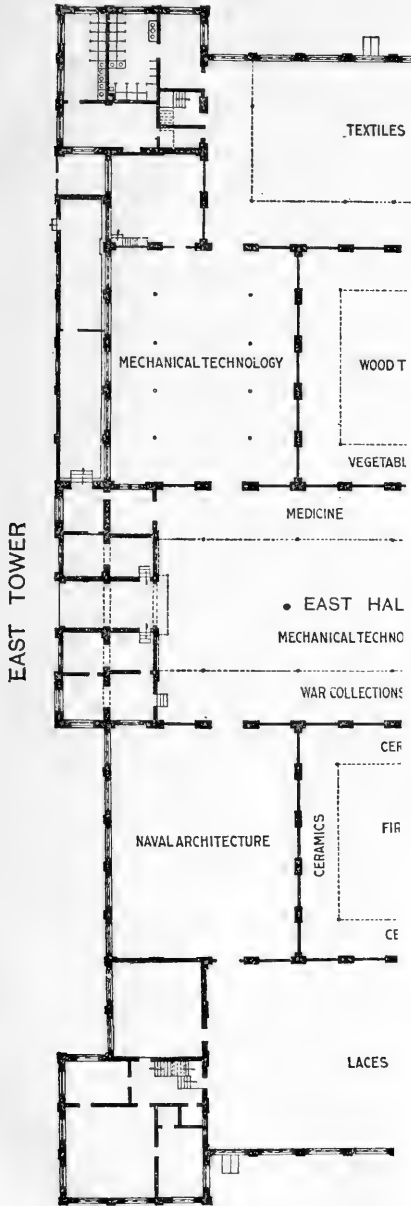 TEXTILES
MECHANICAL TECHNOLOGY
WOOD T
VEGETABL
MEDICINE
EAST TOWER
EAST HAL
MECHANICAL TECHNO
WAR COLLECTIONS
CER
NAVAL ARCHITECTURE
CERAMICS
FIR
CE
LACES